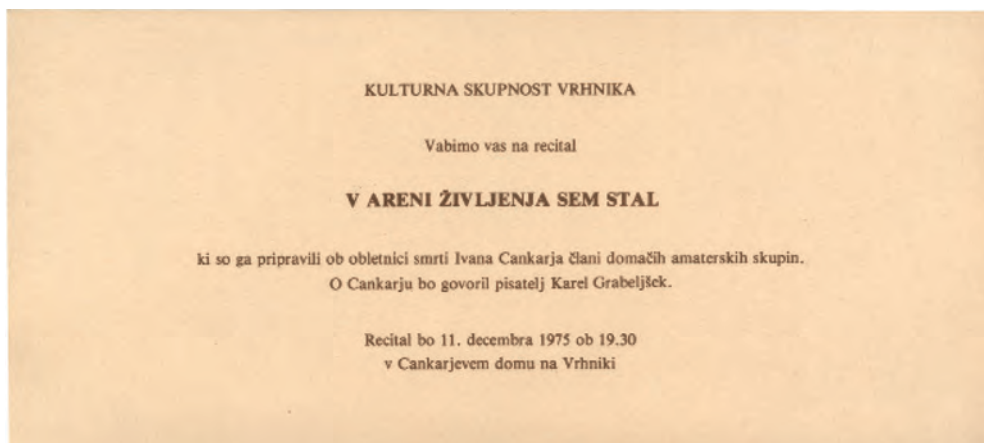 KULTURNA SKUPNOST VRHNIKA
Vabimo vas na recital
V ARENI ŽIVLJENJA SEM STAL
ki so ga pripravili ob obletnici smrti Ivana Cankarja člani domačih amaterskih skupin.
O Cankarju bo govoril pisatelj Karel Grabeljšek.
Recital bo 11. decembra 1975 ob 19.30
v Cankarjevem domu na Vrhniki